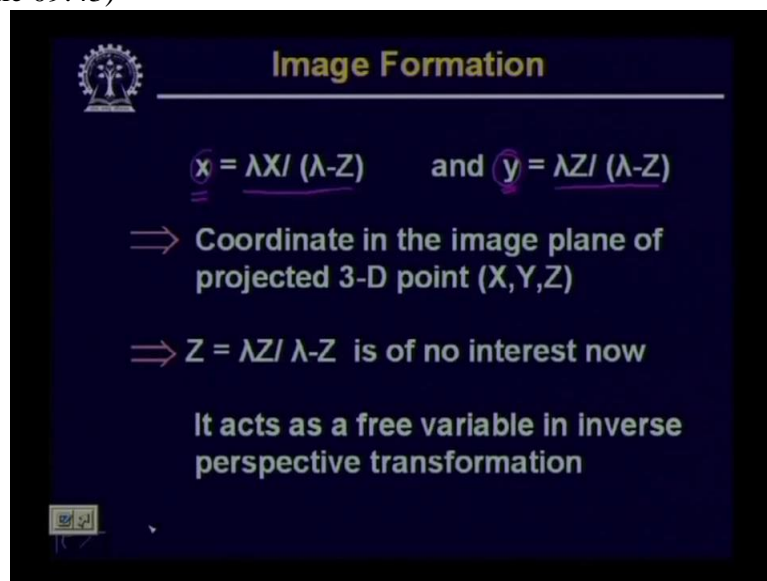 Image Formation
x = λX/ (λ-Z) and y = λZ/ (λ-Z)
⇒ Coordinate in the image plane of
projected 3-D point (X,Y,Z)
⇒ Z = λZ/ λ-Z is of no interest now
It acts as a free variable in inverse
perspective transformation